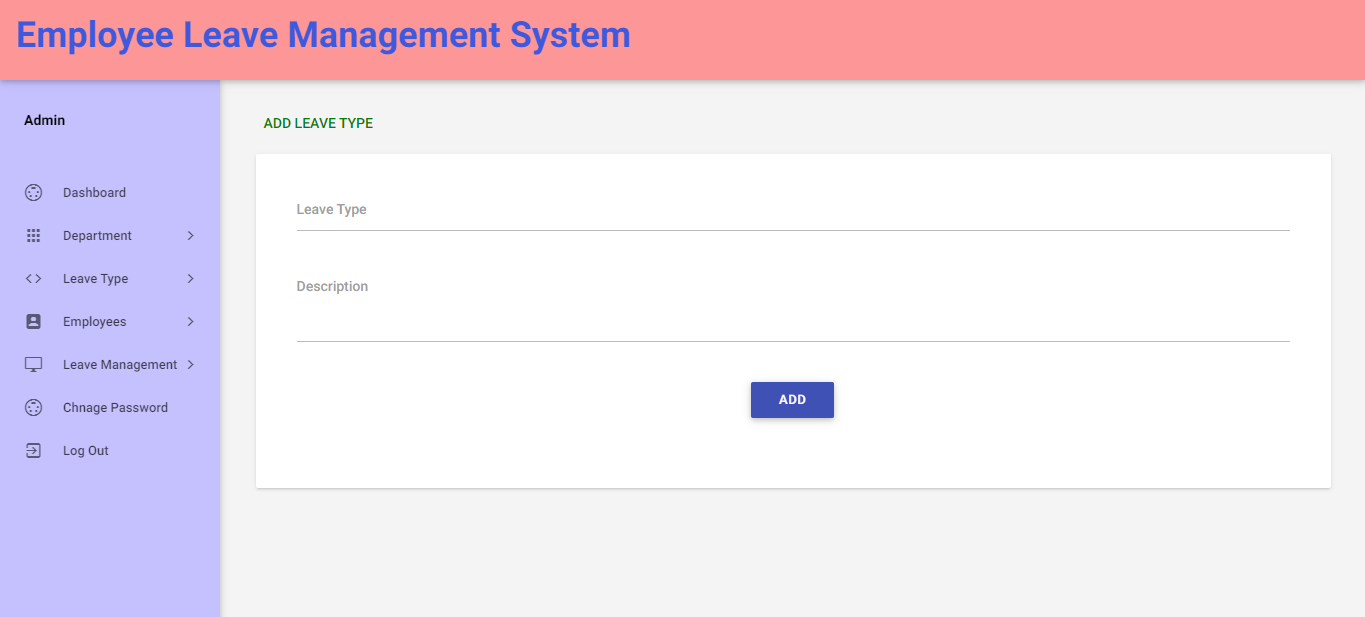 Employee Leave Management System
Admin
Dashboard
Department
Leave Type
Employees
Leave Management
Chnage Password
Log Out
ADD LEAVE TYPE
Leave Type
Description
ADD